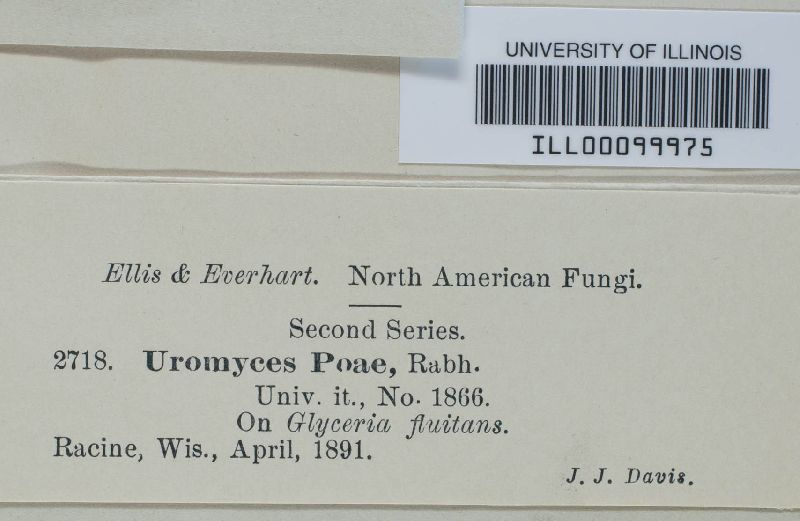 UNIVERSITY OF ILLINOIS
ILL00099975
Ellis & Everhart. North American Fungi.
Second Series.
2718. Uromyces Poae, Rabh.
Univ. it., No. 1866.
On Glyceria fluitans.
Racine, Wis., April, 1891.
J. J. Davis.